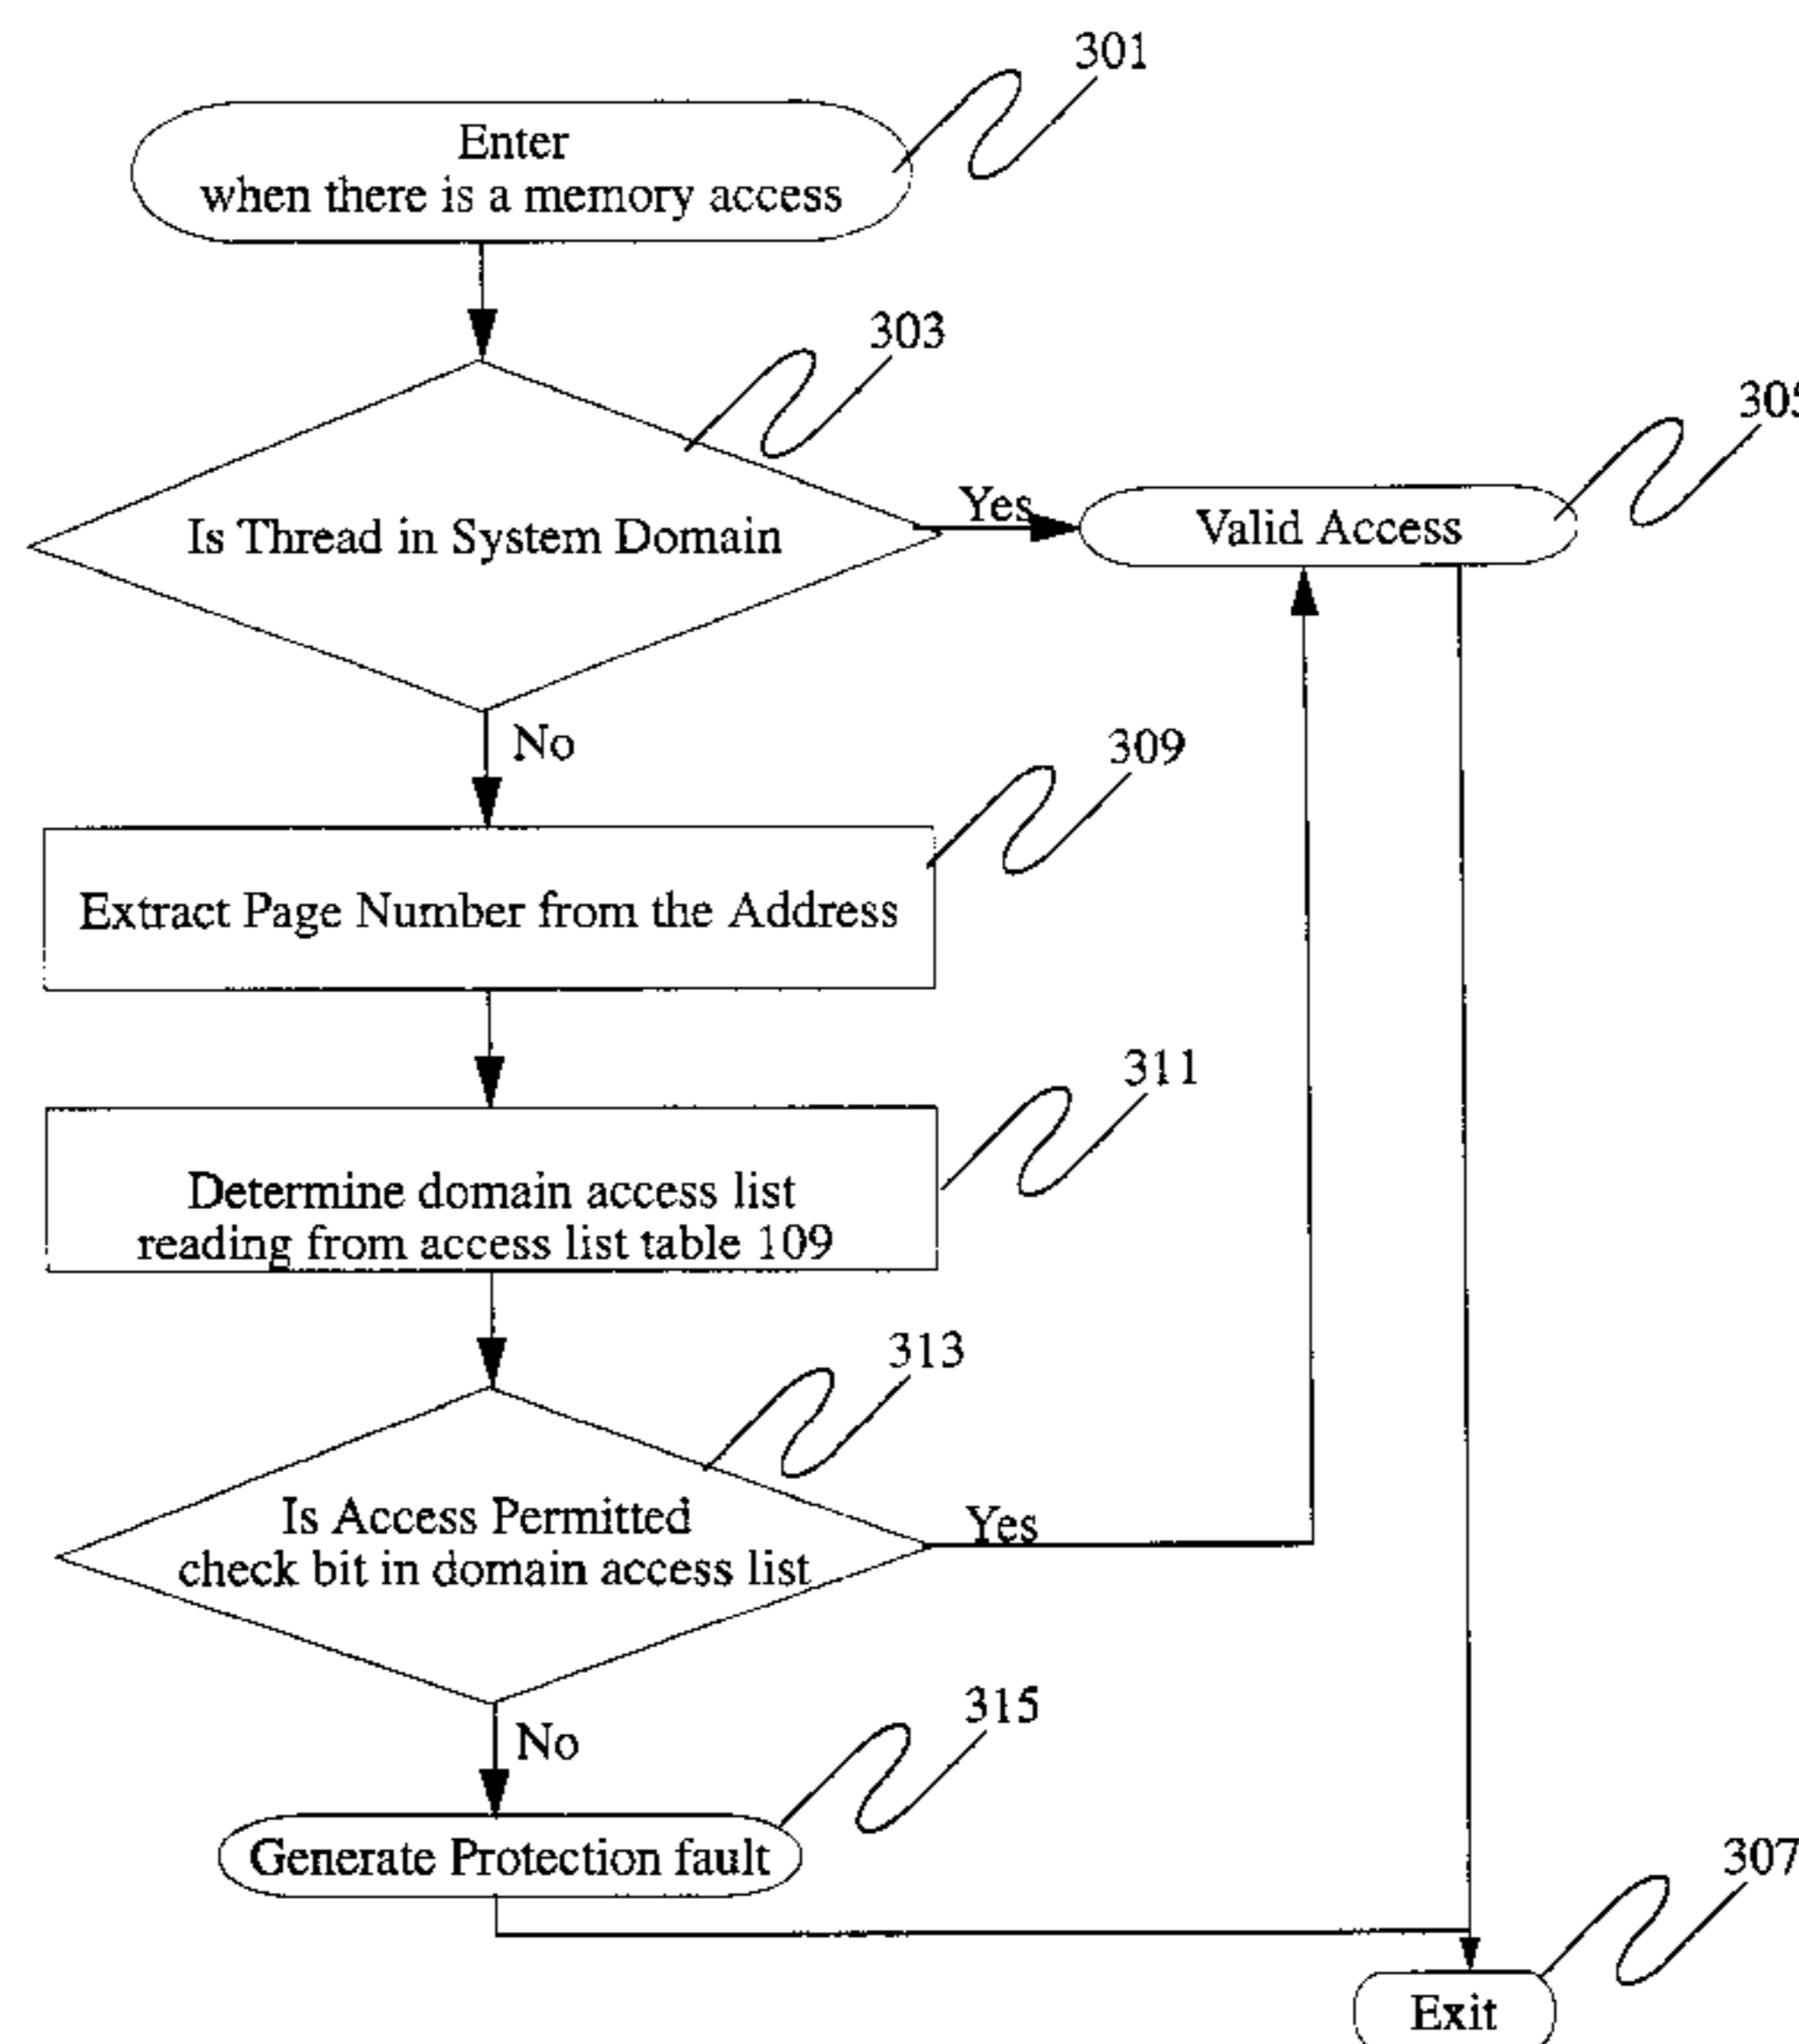 301
Enter
when there is a memory access
303
305
Is Thread in System Domain
Yes
Valid Access
No
309
Extract Page Number from the Address
311
Determine domain access list
reading from access list table 109
313
Is Access Permitted
check bit in domain access list
Yes
No
315
Generate Protection fault
307
Exit